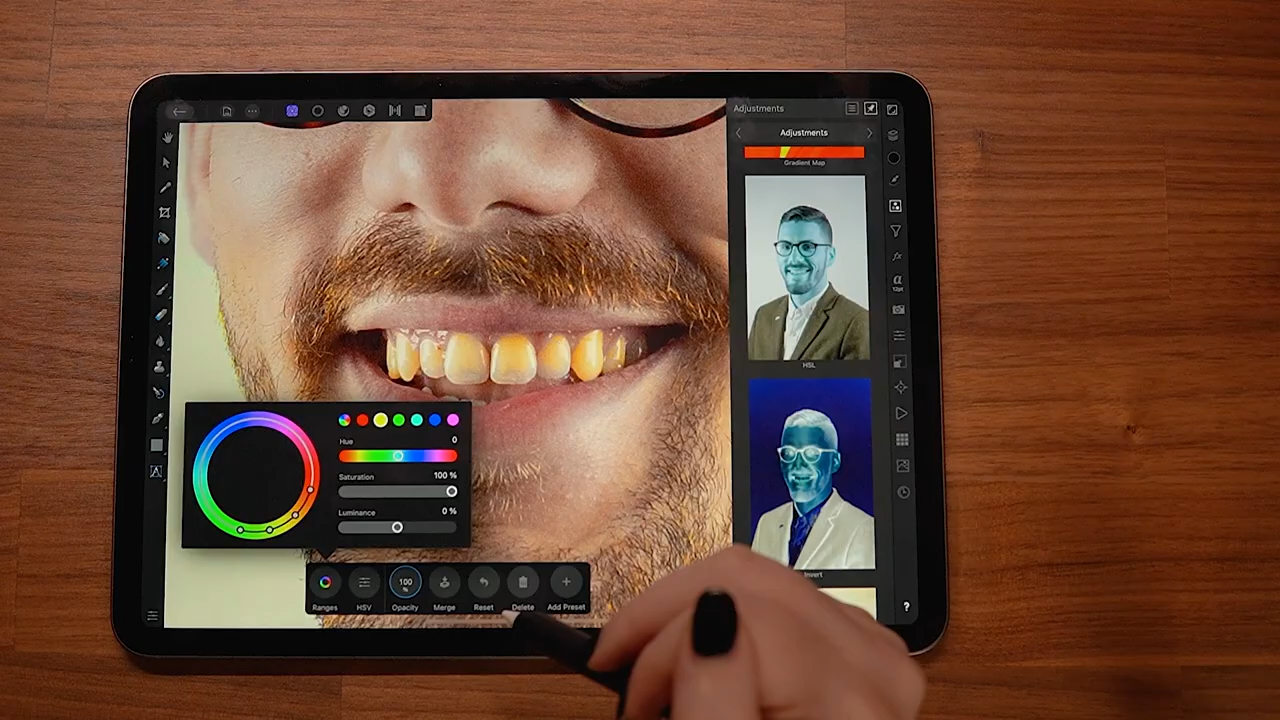 Adjustments
Adjustments
Gradient Map
HSL
Invert
12pt
Hue 0
Saturation 100 %
Luminance 0 %
100
%
Ranges HSV Opacity Merge Reset Delete Add Preset
?